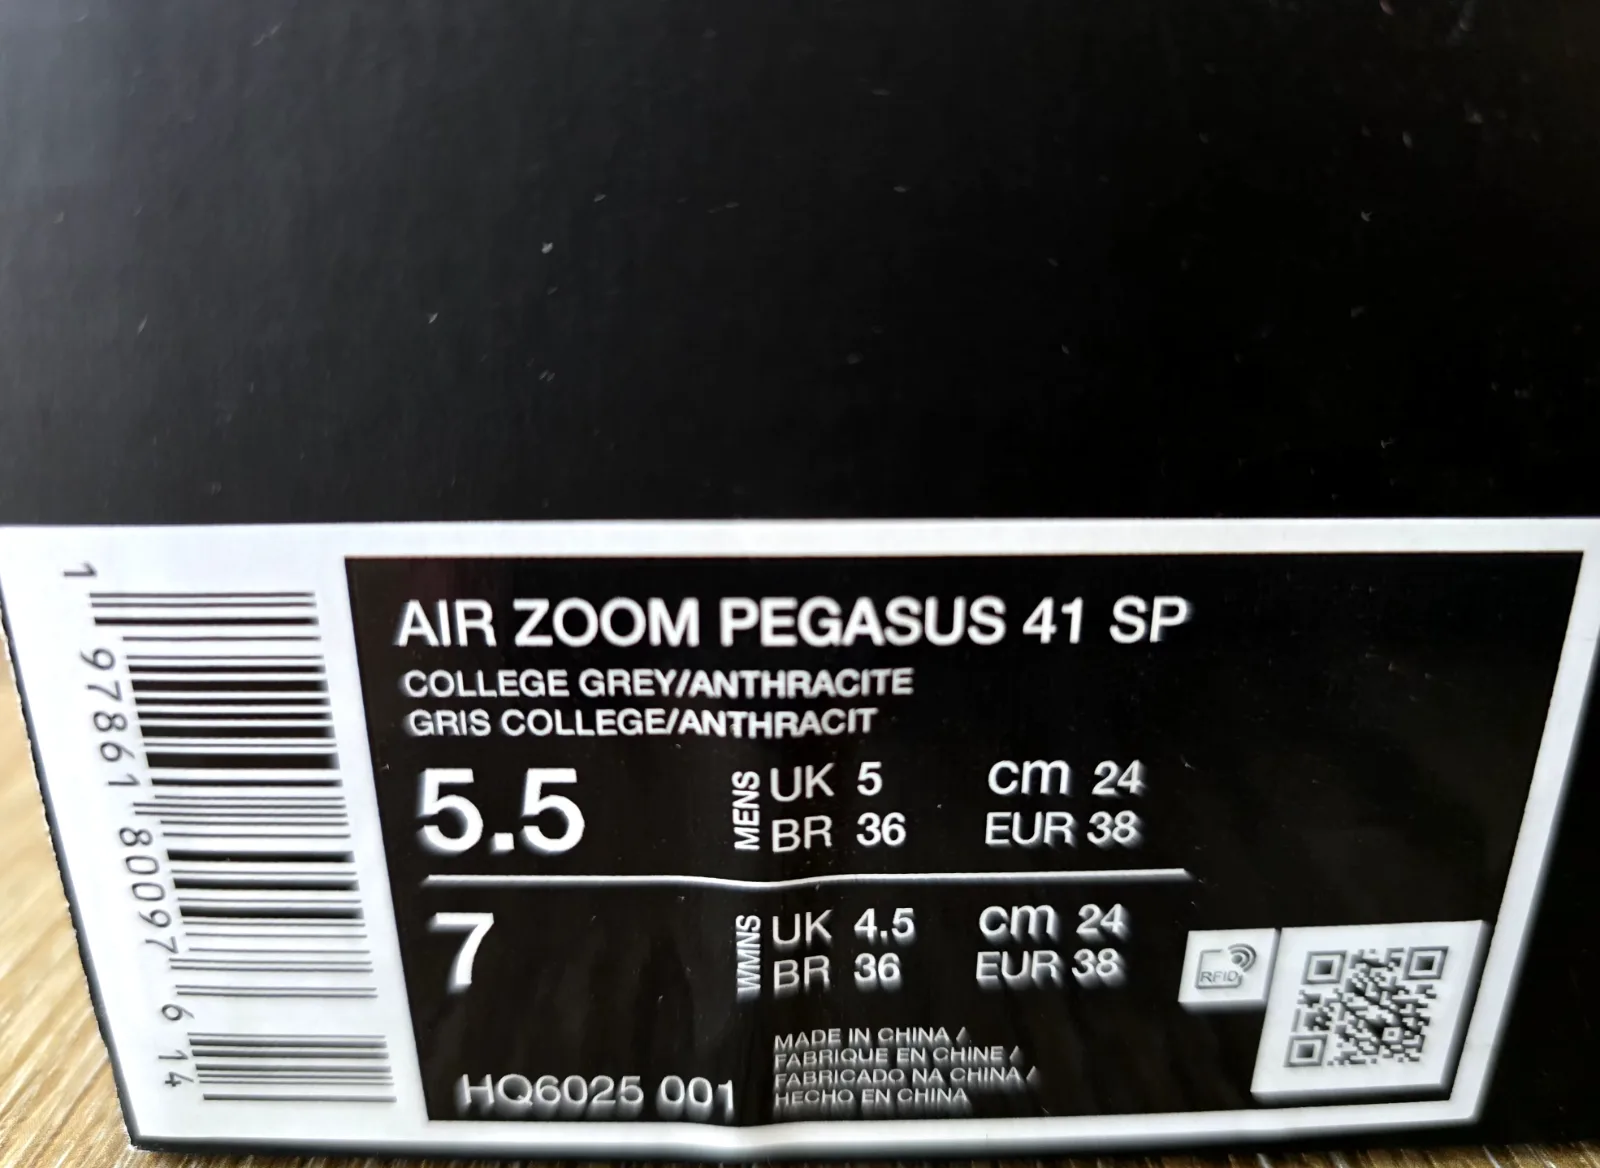 AIR ZOOM PEGASUS 41 SP
COLLEGE GREY/ANTHRACITE
GRIS COLLEGE/ANTHRACIT
5.5 MENS UK 5 cm 24
BR 36 EUR 38
7 WMNS UK 4.5 cm 24
BR 36 EUR 38
RFID
MADE IN CHINA /
FABRIQUE EN CHINE /
FABRICADO NA CHINA /
HECHO EN CHINA
HQ6025 001
1 97861 80097 6 14